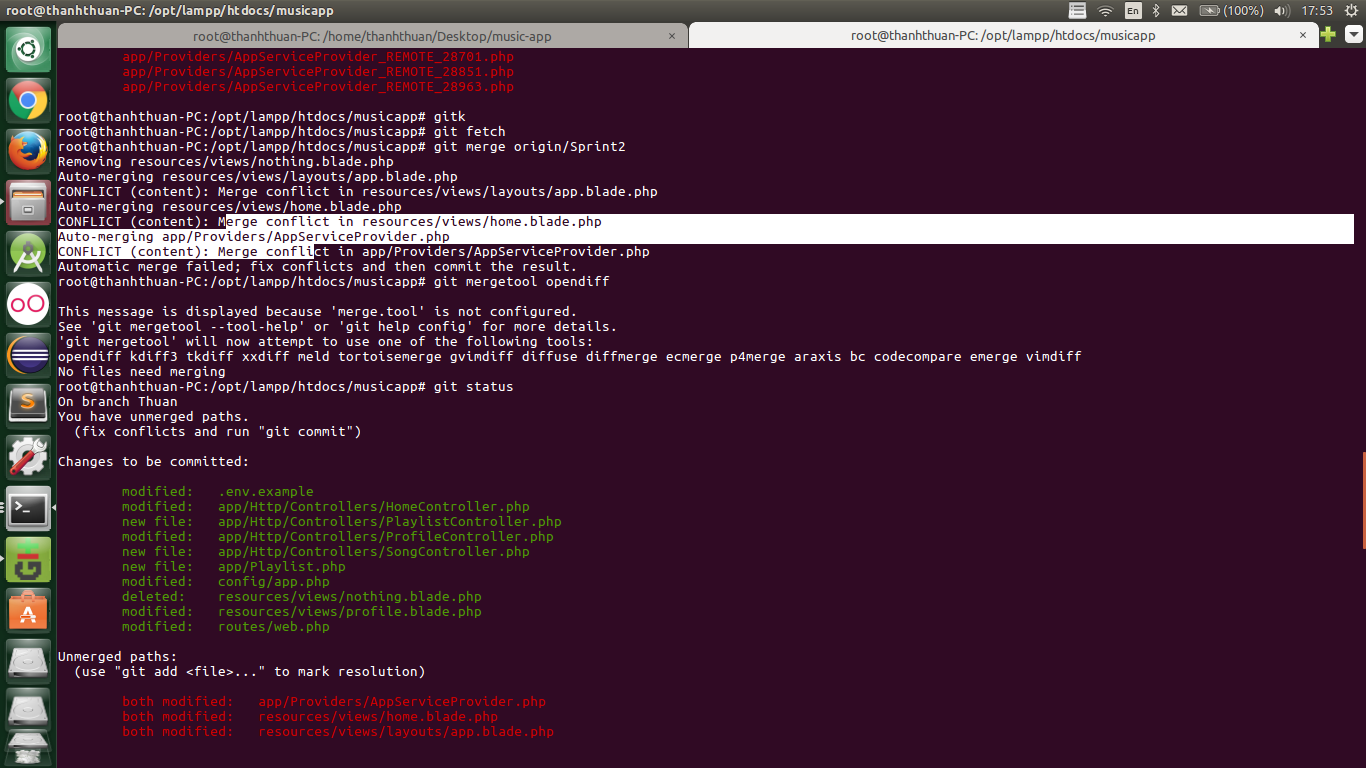 root@thanhthuan-PC: /opt/lampp/htdocs/musicapp
En
(100%)
17:53
root@thanhthuan-PC: /home/thanhthuan/Desktop/music-app ×
root@thanhthuan-PC: /opt/lampp/htdocs/musicapp ×
app/Providers/AppServiceProvider_REMOTE_28701.php
app/Providers/AppServiceProvider_REMOTE_28851.php
app/Providers/AppServiceProvider_REMOTE_28963.php
root@thanhthuan-PC:/opt/lampp/htdocs/musicapp# gitk
root@thanhthuan-PC:/opt/lampp/htdocs/musicapp# git fetch
root@thanhthuan-PC:/opt/lampp/htdocs/musicapp# git merge origin/Sprint2
Removing resources/views/nothing.blade.php
Auto-merging resources/views/layouts/app.blade.php
CONFLICT (content): Merge conflict in resources/views/layouts/app.blade.php
Auto-merging resources/views/home.blade.php
CONFLICT (content): Merge conflict in resources/views/home.blade.php
Auto-merging app/Providers/AppServiceProvider.php
CONFLICT (content): Merge conflict in app/Providers/AppServiceProvider.php
Automatic merge failed; fix conflicts and then commit the result.
root@thanhthuan-PC:/opt/lampp/htdocs/musicapp# git mergetool opendiff
This message is displayed because 'merge.tool' is not configured.
See 'git mergetool --tool-help' or 'git help config' for more details.
'git mergetool' will now attempt to use one of the following tools:
opendiff kdiff3 tkdiff xxdiff meld tortoisemerge gvimdiff diffuse diffmerge ecmerge p4merge araxis bc codecompare emerge vimdiff
No files need merging
root@thanhthuan-PC:/opt/lampp/htdocs/musicapp# git status
On branch Thuan
You have unmerged paths.
(fix conflicts and run "git commit")
Changes to be committed:
modified: .env.example
modified: app/Http/Controllers/HomeController.php
new file: app/Http/Controllers/PlaylistController.php
modified: app/Http/Controllers/ProfileController.php
new file: app/Http/Controllers/SongController.php
new file: app/Playlist.php
modified: config/app.php
deleted: resources/views/nothing.blade.php
modified: resources/views/profile.blade.php
modified: routes/web.php
Unmerged paths:
(use "git add <file>..." to mark resolution)
both modified: app/Providers/AppServiceProvider.php
both modified: resources/views/home.blade.php
both modified: resources/views/layouts/app.blade.php